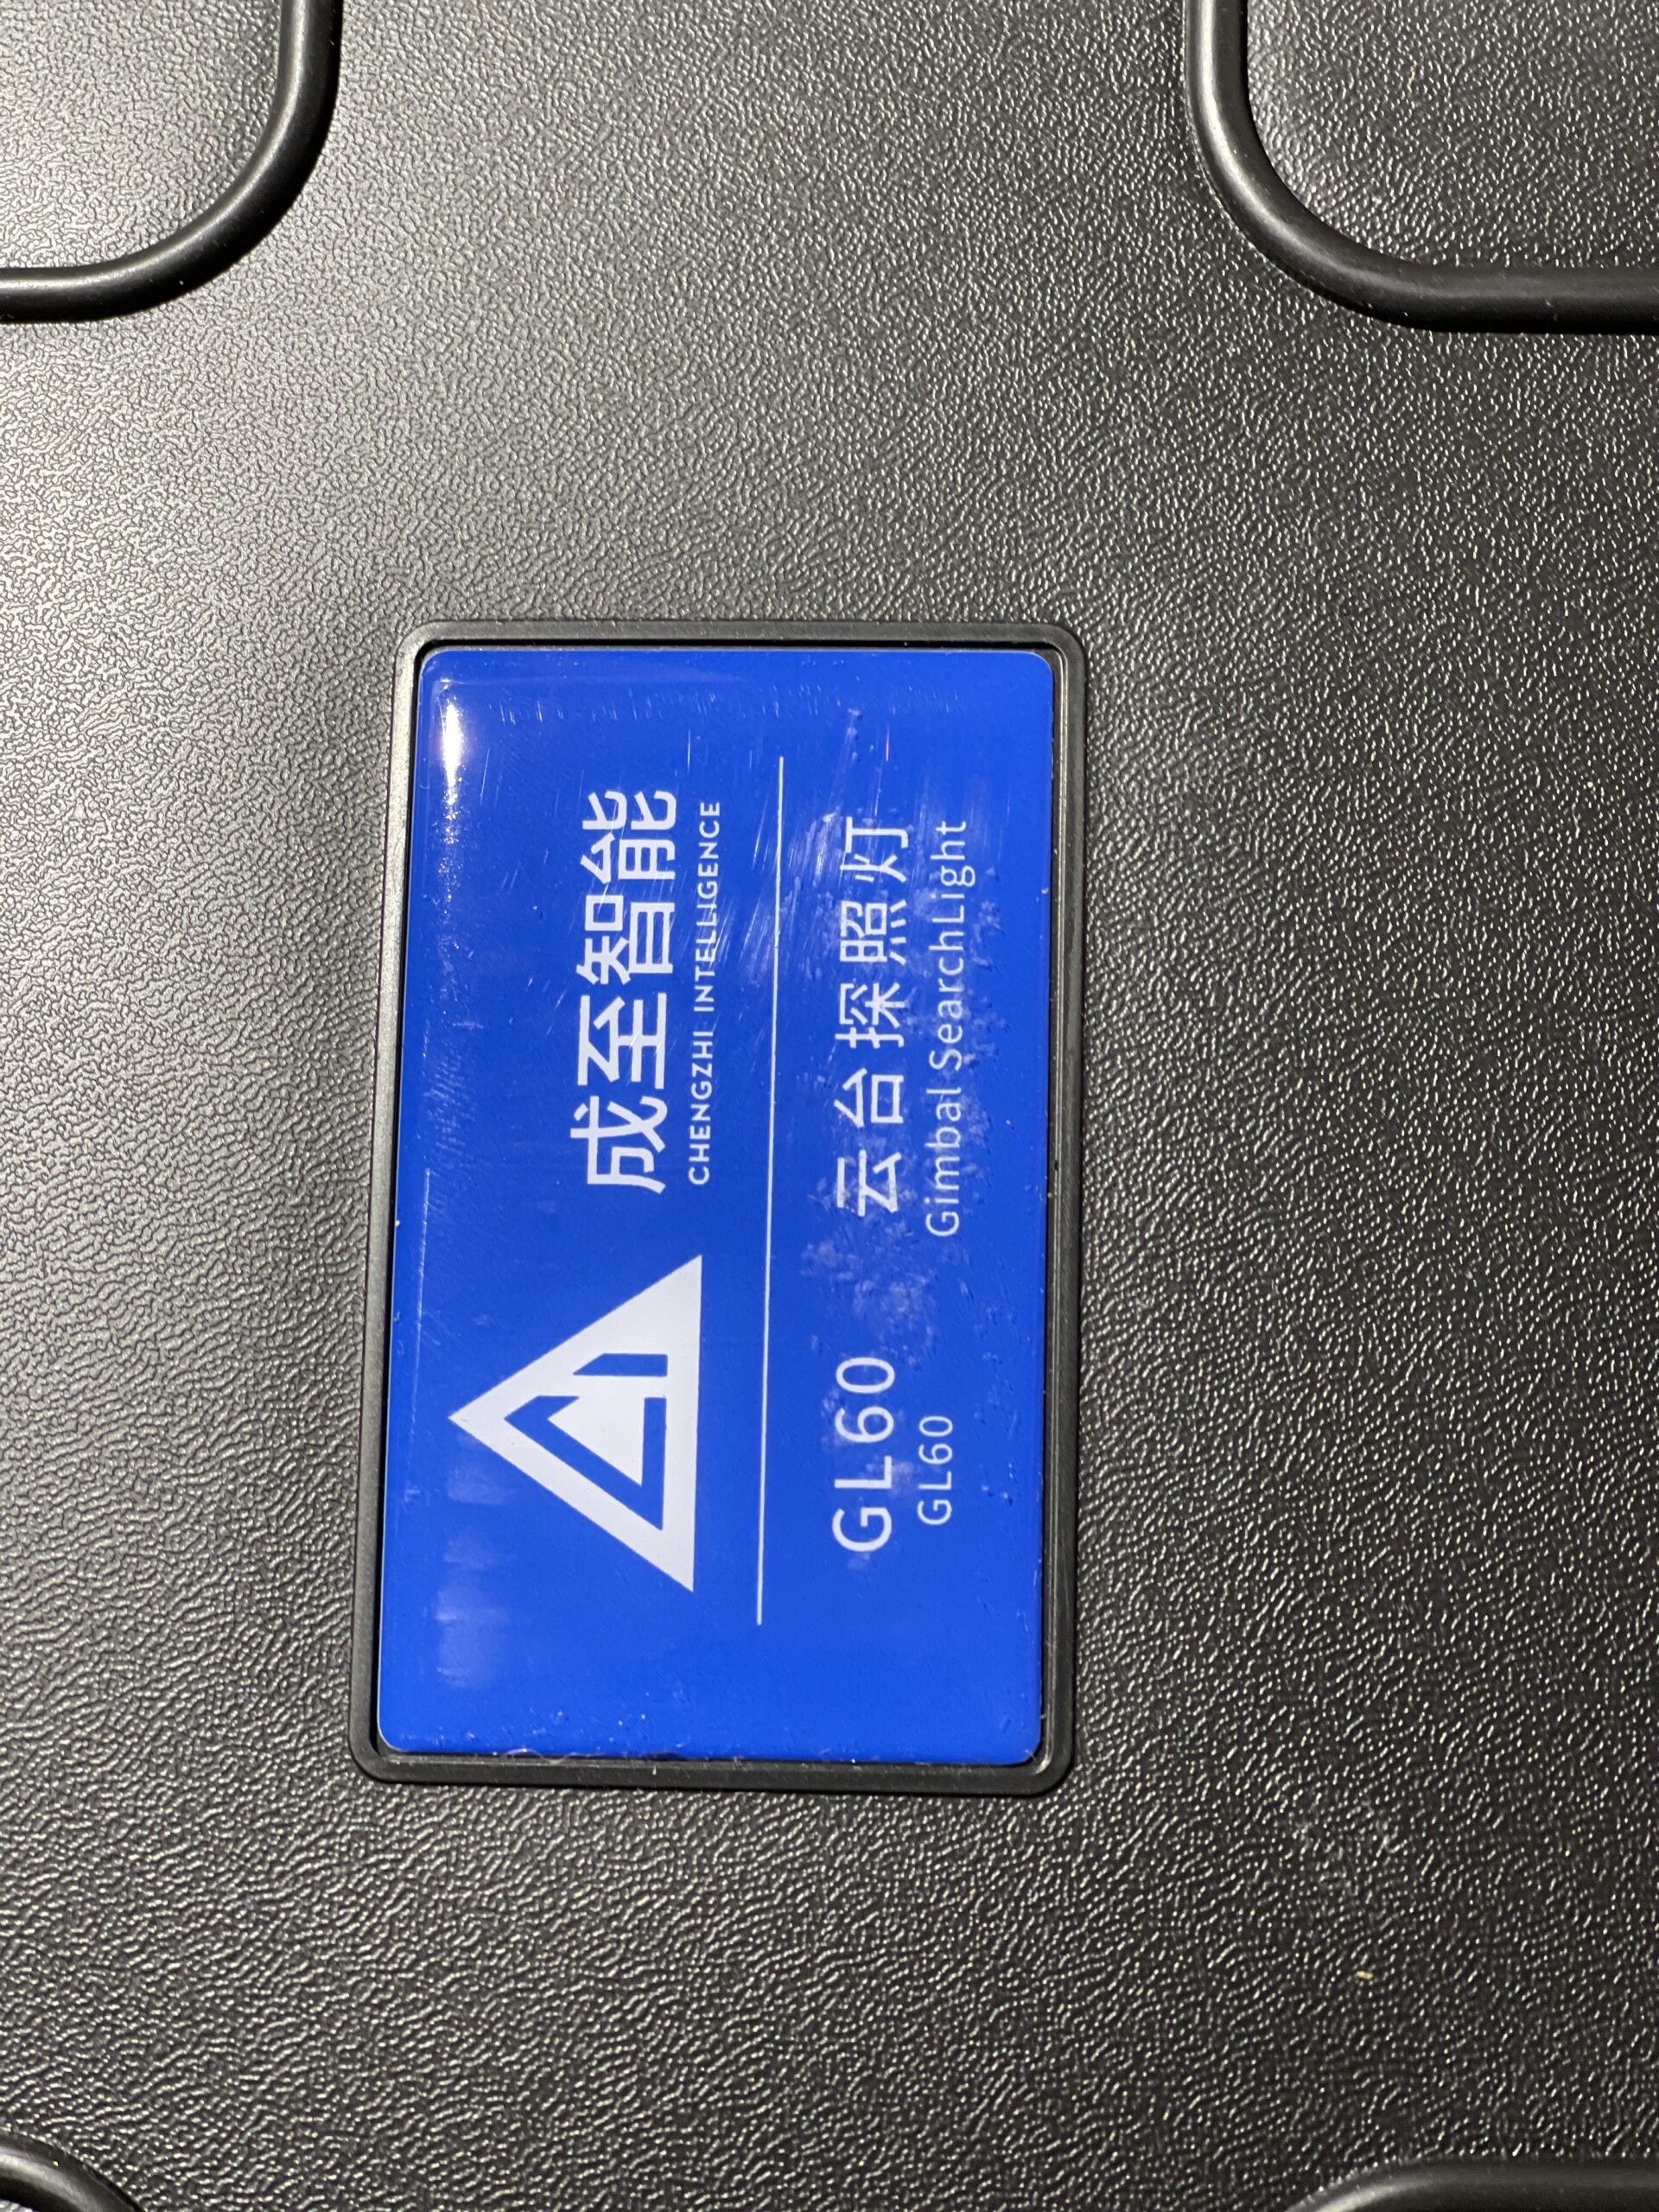 成至智能
CHENGZHI INTELLIGENCE
GL60 云台探照灯
GL60 Gimbal SearchLight